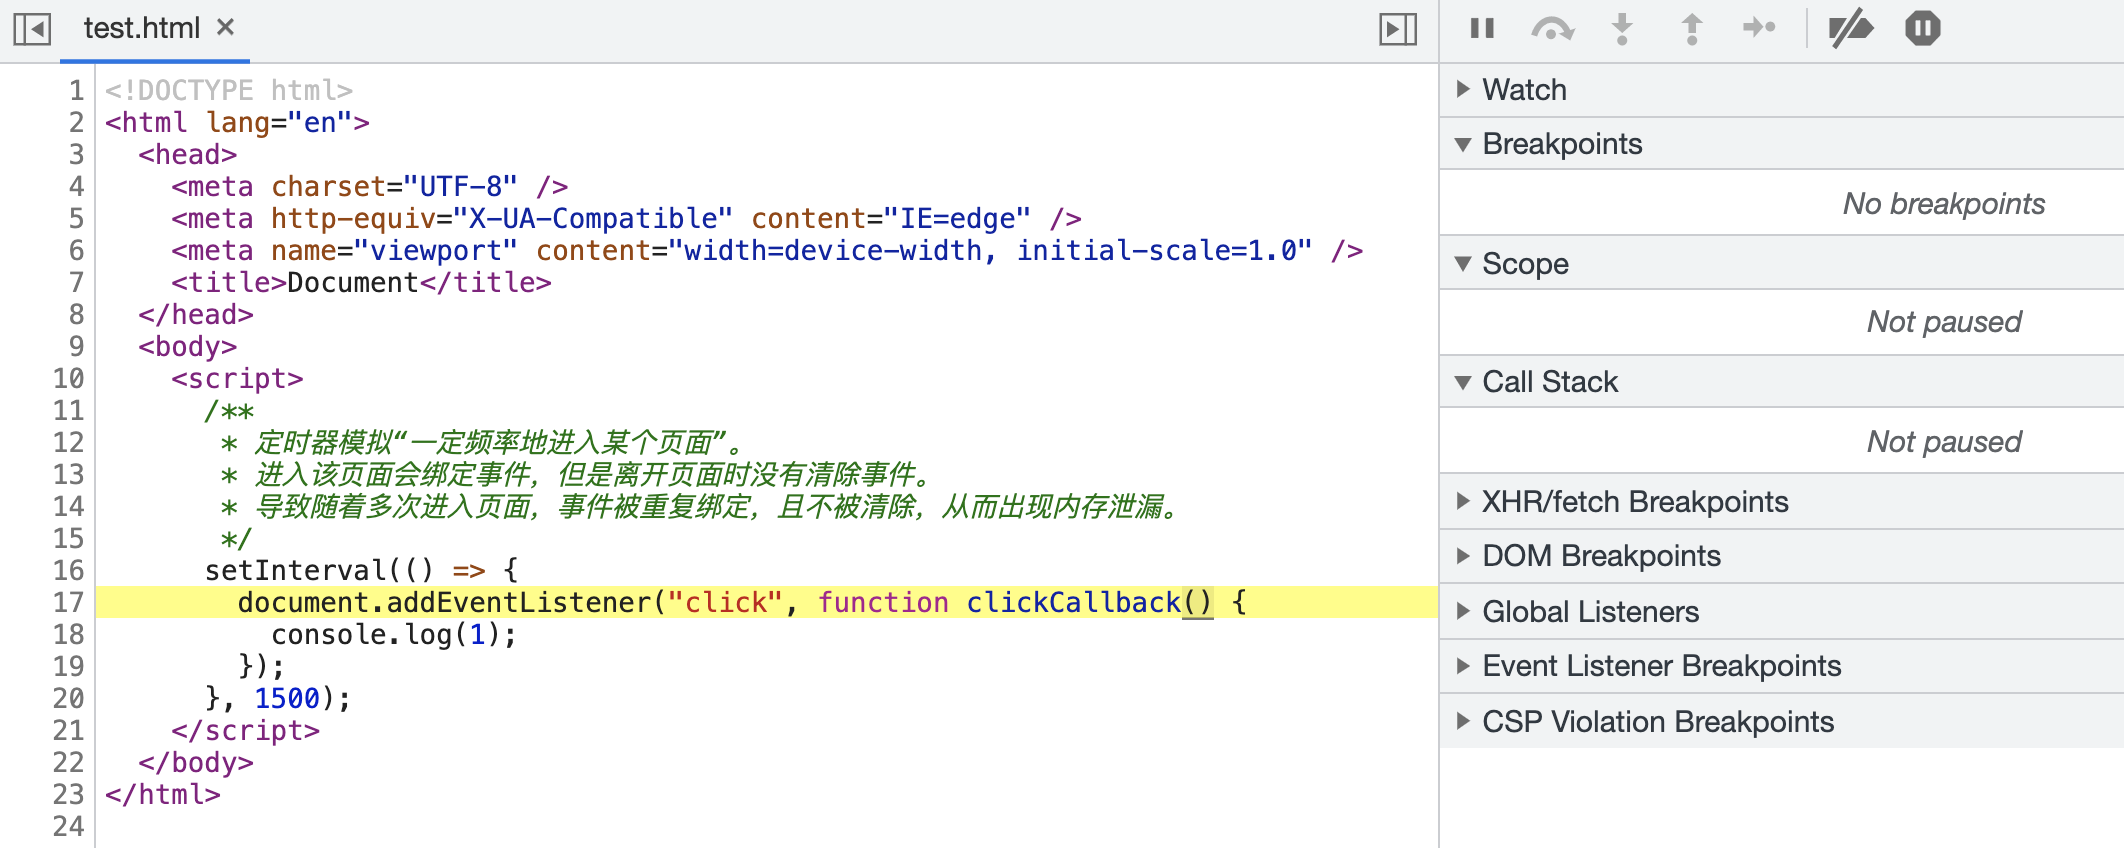 test.html ×
1 <!DOCTYPE html>
2 <html lang="en">
3   <head>
4     <meta charset="UTF-8" />
5     <meta http-equiv="X-UA-Compatible" content="IE=edge" />
6     <meta name="viewport" content="width=device-width, initial-scale=1.0" />
7     <title>Document</title>
8   </head>
9   <body>
10     <script>
11       /**
12        * 定时器模拟“一定频率地进入某个页面”。
13        * 进入该页面会绑定事件，但是离开页面时没有清除事件。
14        * 导致随着多次进入页面，事件被重复绑定，且不被清除，从而出现内存泄漏。
15        */
16       setInterval(() => {
17         document.addEventListener("click", function clickCallback() {
18           console.log(1);
19         });
20       }, 1500);
21     </script>
22   </body>
23 </html>
24
Watch
Breakpoints
No breakpoints
Scope
Not paused
Call Stack
Not paused
XHR/fetch Breakpoints
DOM Breakpoints
Global Listeners
Event Listener Breakpoints
CSP Violation Breakpoints